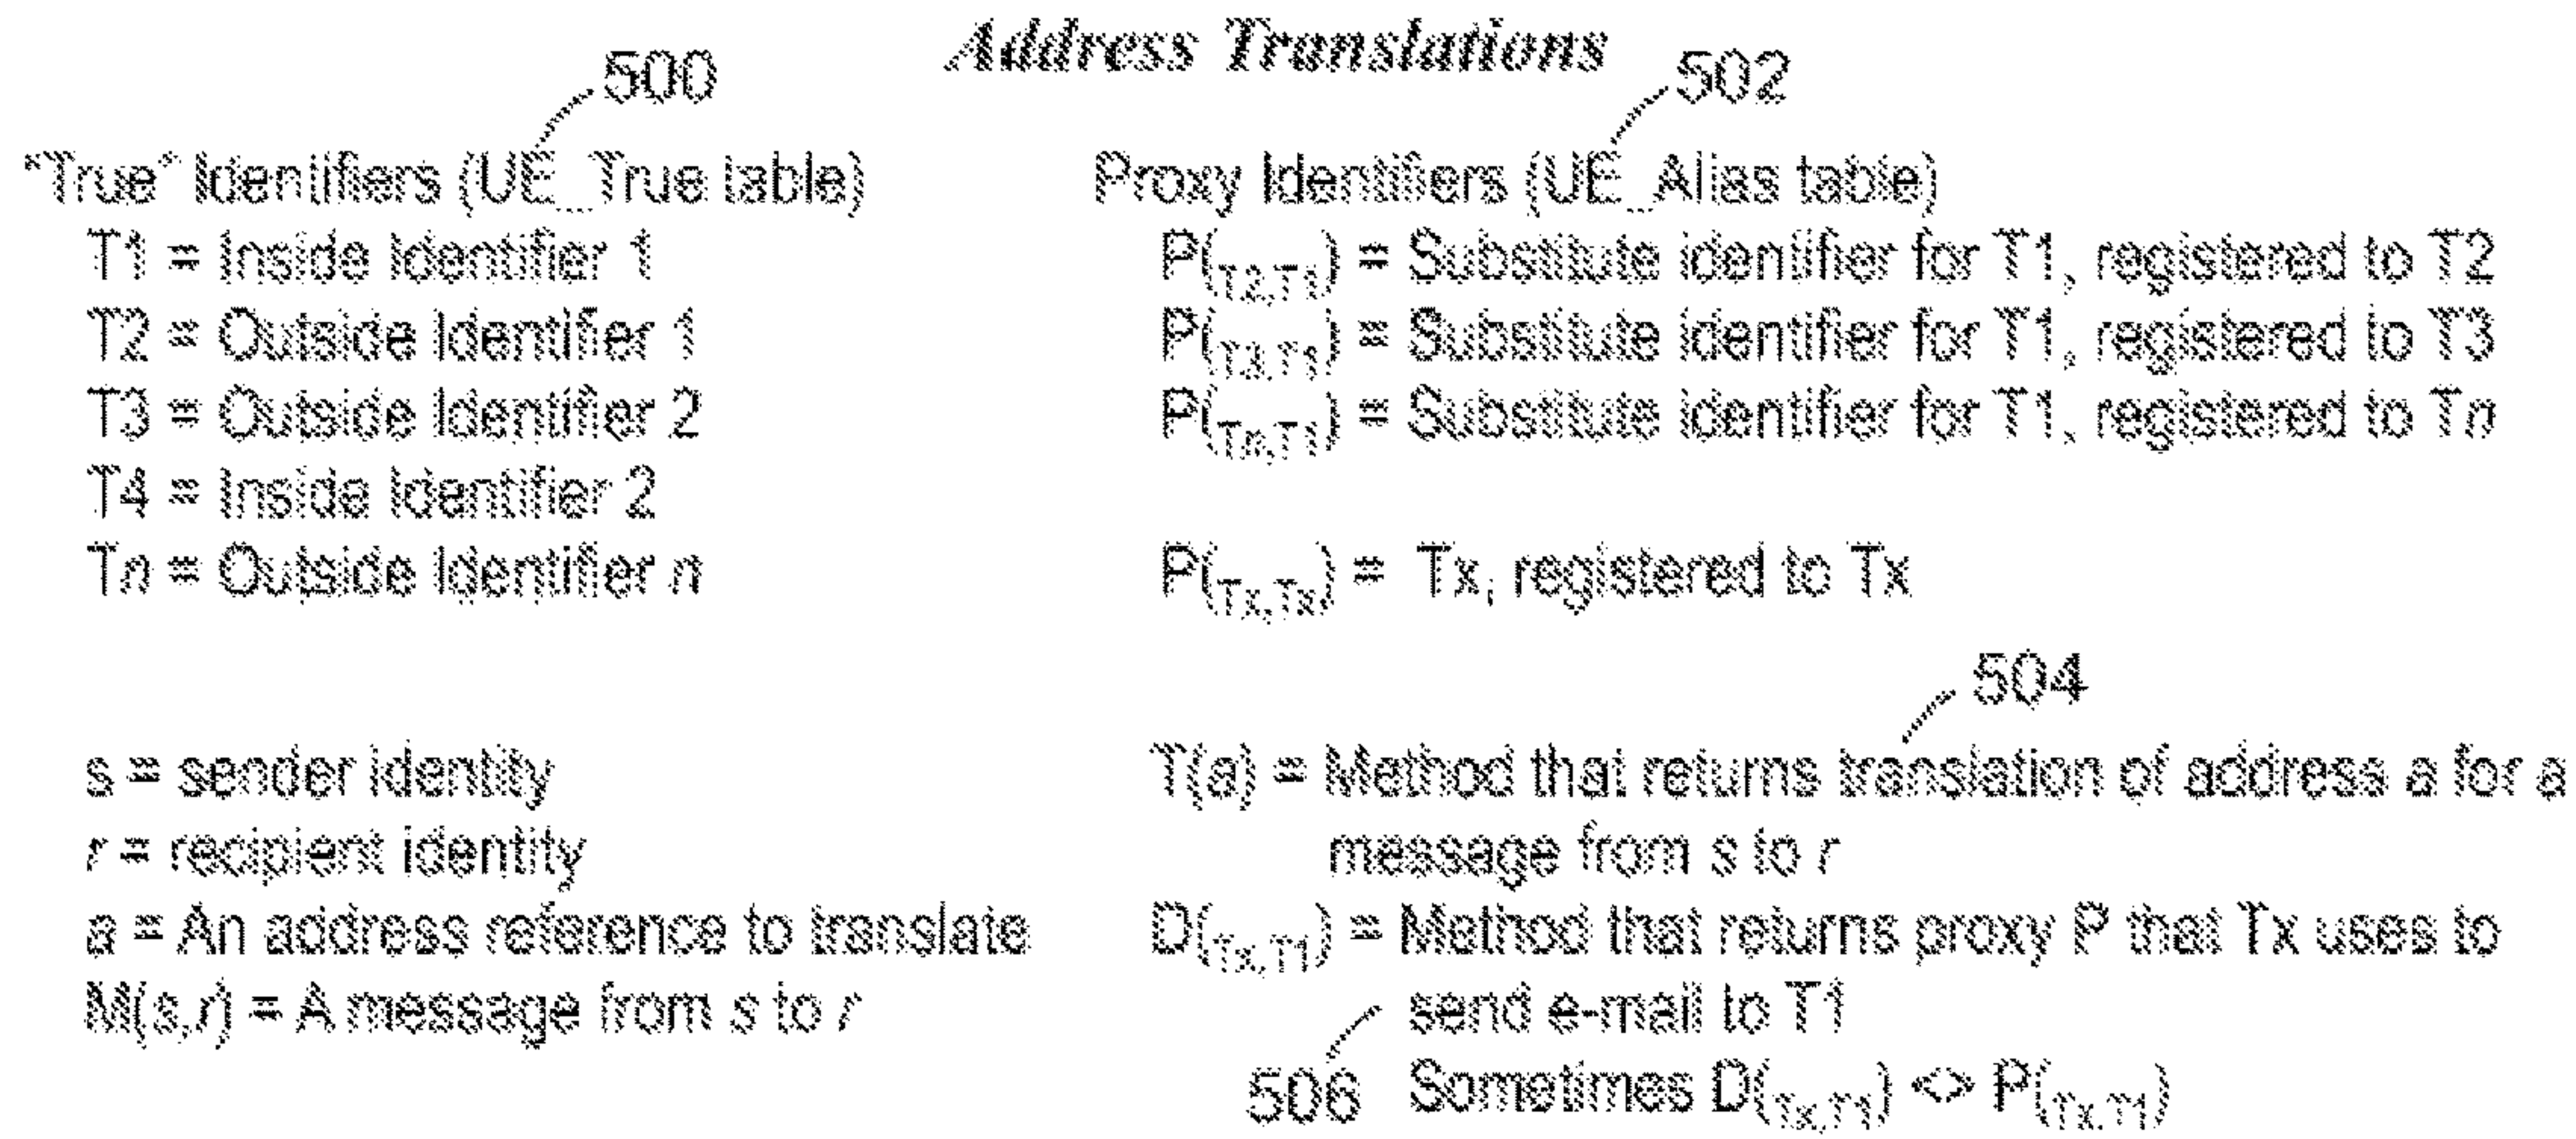 Address Translations
500
502
"True" Identifiers (UE_True table)
T1 = Inside Identifier 1
T2 = Outside Identifier 1
T3 = Outside Identifier 2
T4 = Inside Identifier 2
Tn = Outside Identifier n
Proxy Identifiers (UE_Alias table)
P(T2,T1) = Substitute identifier for T1, registered to T2
P(T3,T1) = Substitute identifier for T1, registered to T3
P(Tn,T1) = Substitute identifier for T1, registered to Tn
P(Tx,Tx) = Tx, registered to Tx
s = sender identity
r = recipient identity
a = An address reference to translate
M(s,r) = A message from s to r
504
T(a) = Method that returns translation of address a for a
message from s to r
D(Tx,T1) = Method that returns proxy P that Tx uses to
send e-mail to T1
506 Sometimes D(Tx,T1) <> P(Tx,T1)